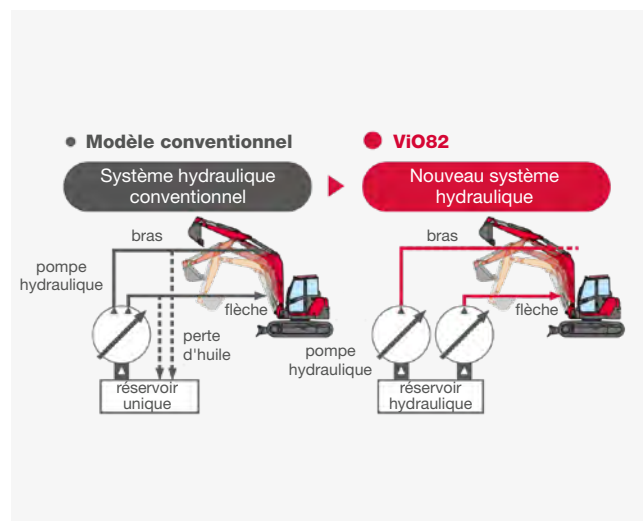 Modèle conventionnel
Système hydraulique
conventionnel
bras
pompe
hydraulique
flèche
perte
d'huile
réservoir
unique
ViO82
Nouveau système
hydraulique
bras
flèche
pompe
hydraulique
réservoir
hydraulique